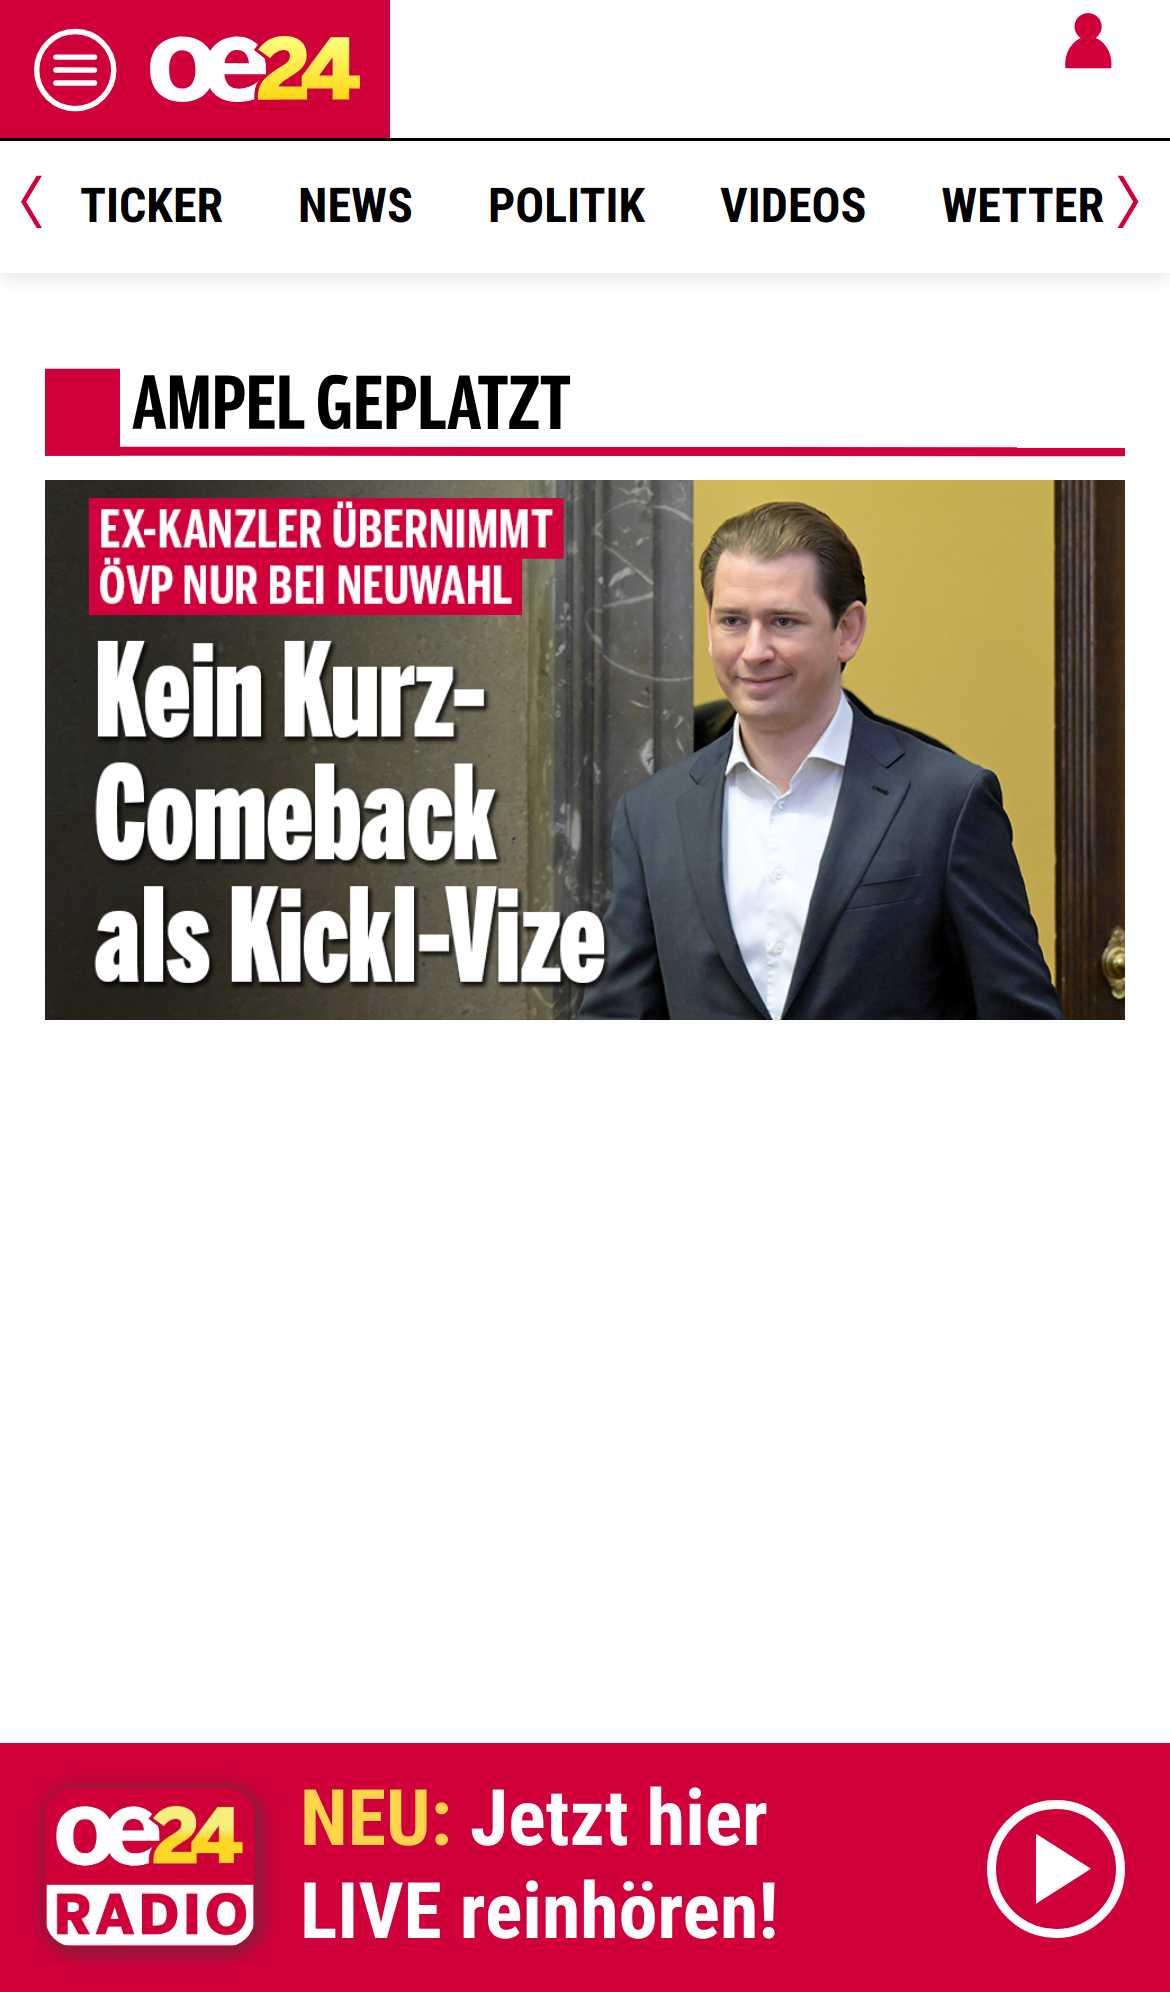 oe24
TICKER NEWS POLITIK VIDEOS WETTER
AMPEL GEPLATZT
EX-KANZLER ÜBERNIMMT
ÖVP NUR BEI NEUWAHL
Kein Kurz-
Comeback
als Kickl-Vize
oe24
RADIO
NEU: Jetzt hier
LIVE reinhören!